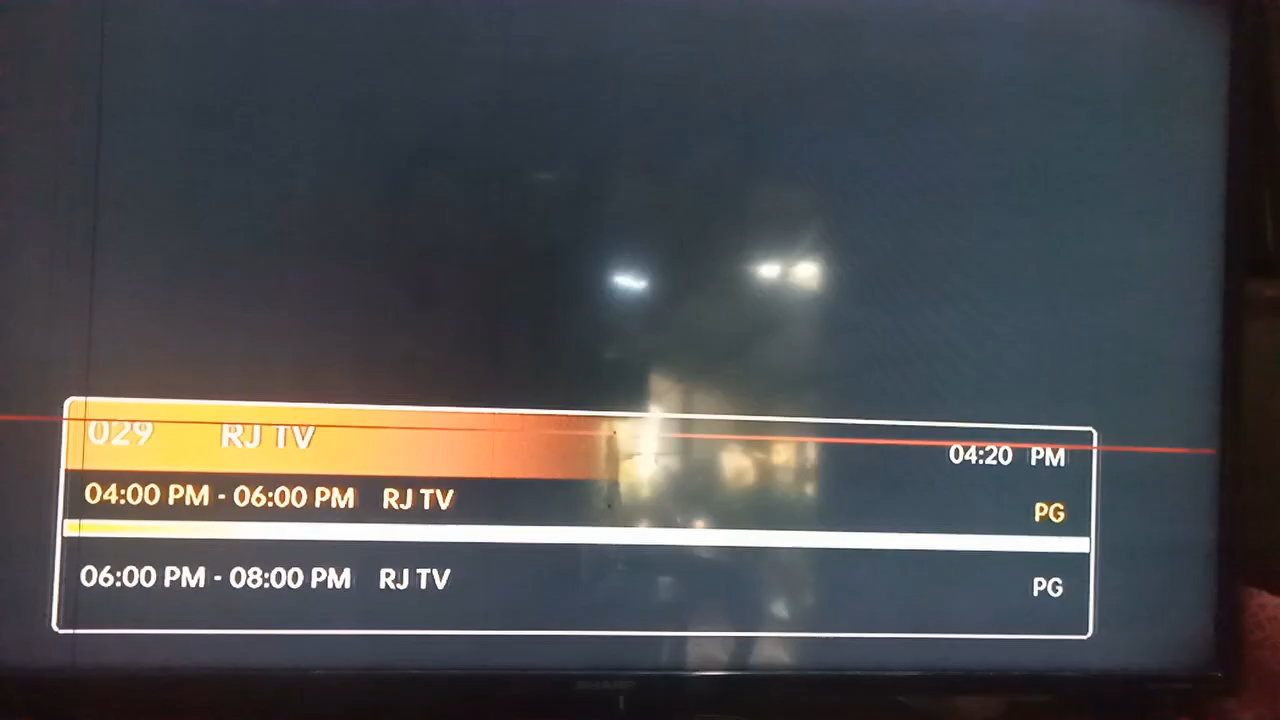 029 RJ TV
04:20 PM
04:00 PM - 06:00 PM RJ TV PG
06:00 PM - 08:00 PM RJ TV PG
SHARP